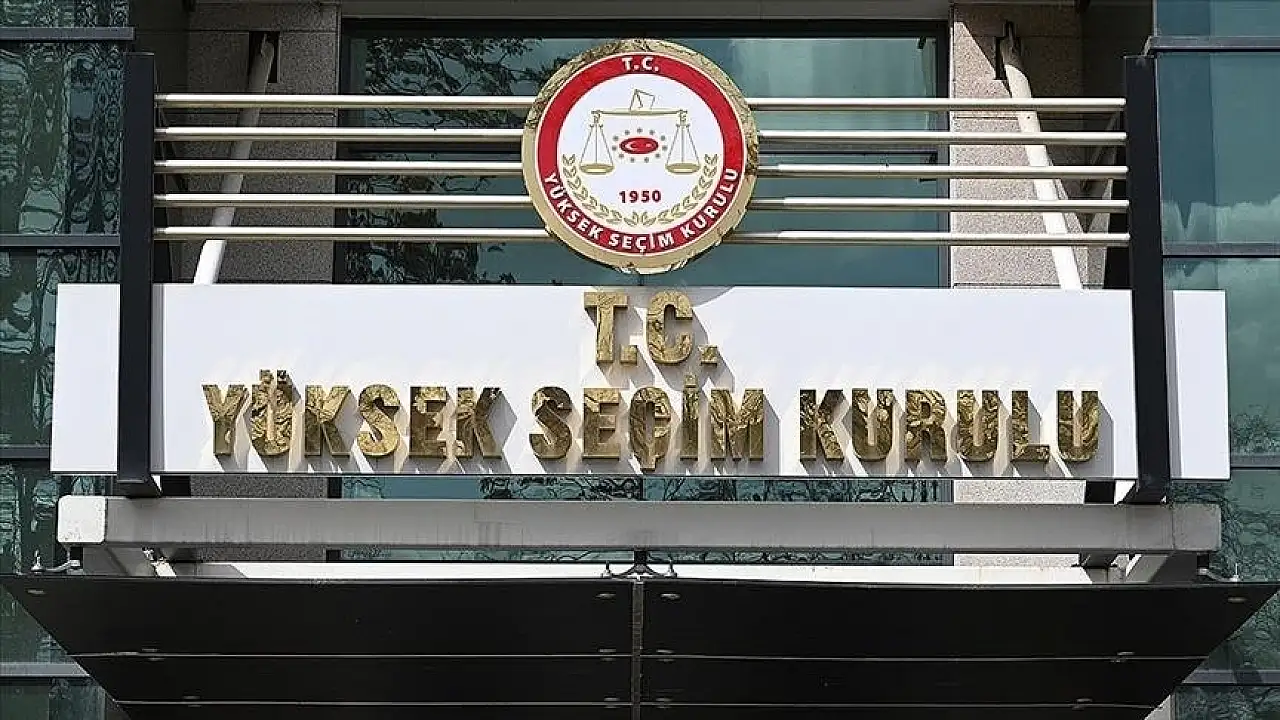 T.C.
1950
YÜKSEK SEÇİM KURULU
T.C.
YÜKSEK SEÇİM KURULU